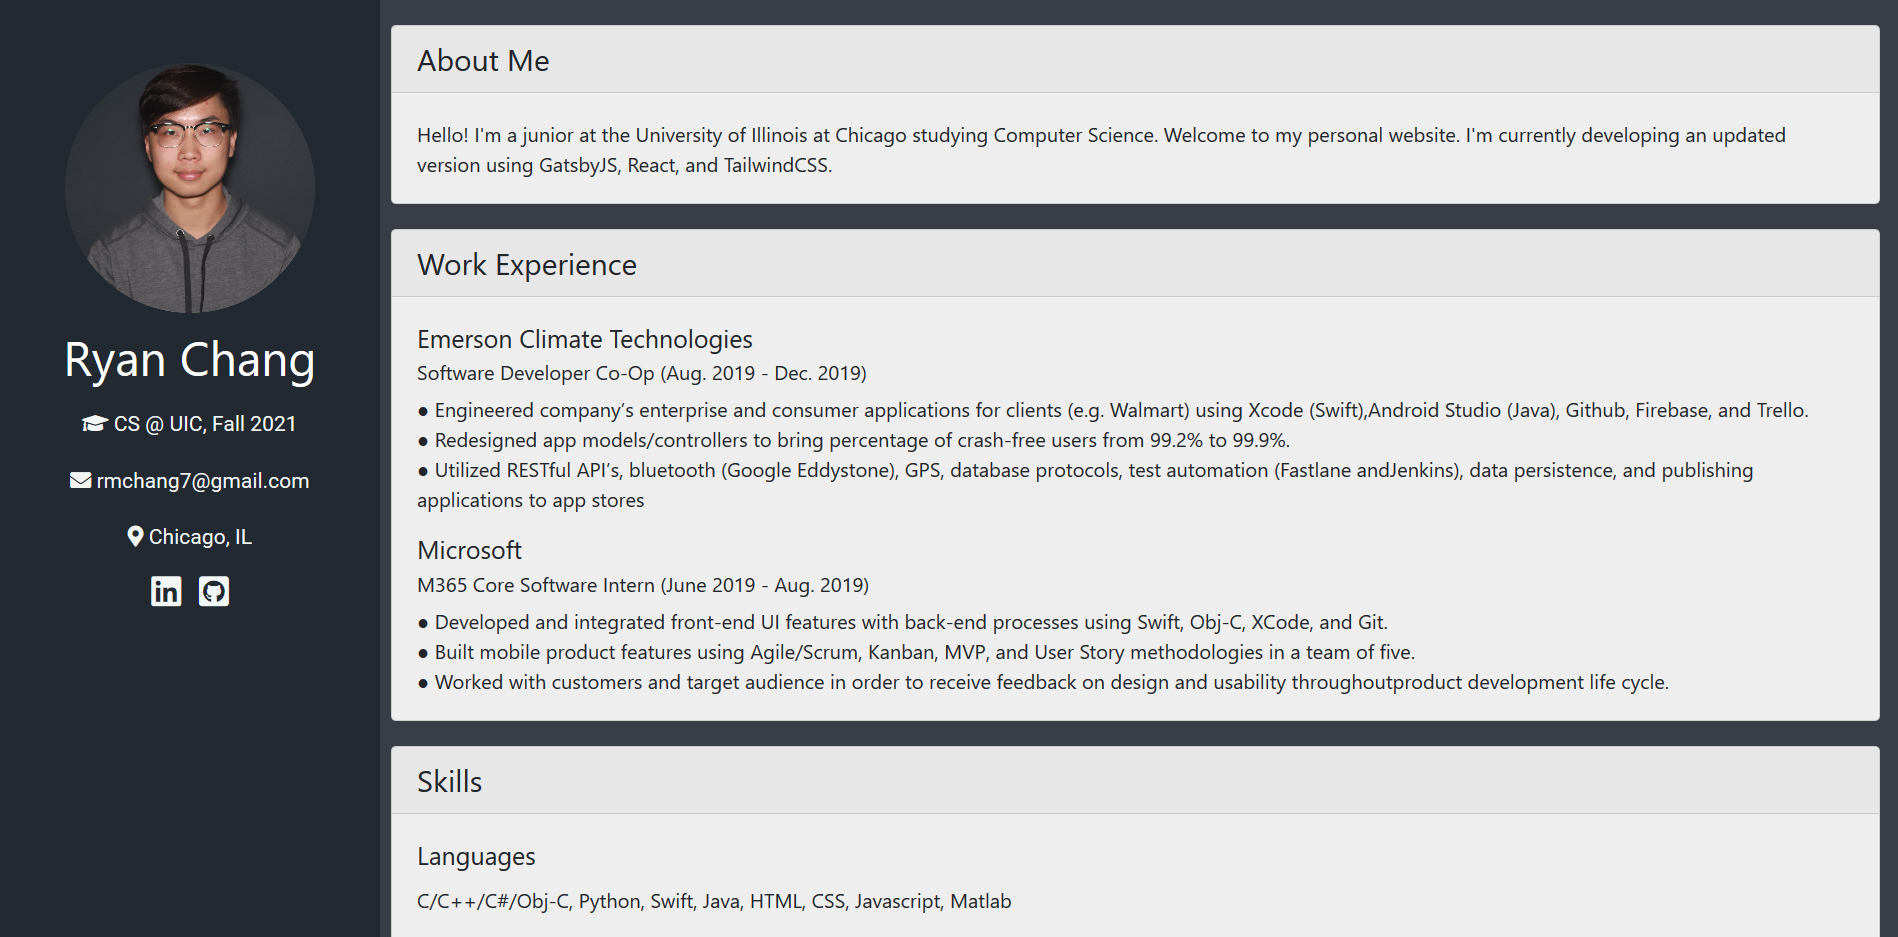 Ryan Chang
CS @ UIC, Fall 2021
rmchang7@gmail.com
Chicago, IL
in
About Me
Hello! I'm a junior at the University of Illinois at Chicago studying Computer Science. Welcome to my personal website. I'm currently developing an updated
version using GatsbyJS, React, and TailwindCSS.
Work Experience
Emerson Climate Technologies
Software Developer Co-Op (Aug. 2019 - Dec. 2019)
● Engineered company’s enterprise and consumer applications for clients (e.g. Walmart) using Xcode (Swift),Android Studio (Java), Github, Firebase, and Trello.
● Redesigned app models/controllers to bring percentage of crash-free users from 99.2% to 99.9%.
● Utilized RESTful API’s, bluetooth (Google Eddystone), GPS, database protocols, test automation (Fastlane andJenkins), data persistence, and publishing
applications to app stores
Microsoft
M365 Core Software Intern (June 2019 - Aug. 2019)
● Developed and integrated front-end UI features with back-end processes using Swift, Obj-C, XCode, and Git.
● Built mobile product features using Agile/Scrum, Kanban, MVP, and User Story methodologies in a team of five.
● Worked with customers and target audience in order to receive feedback on design and usability throughoutproduct development life cycle.
Skills
Languages
C/C++/C#/Obj-C, Python, Swift, Java, HTML, CSS, Javascript, Matlab